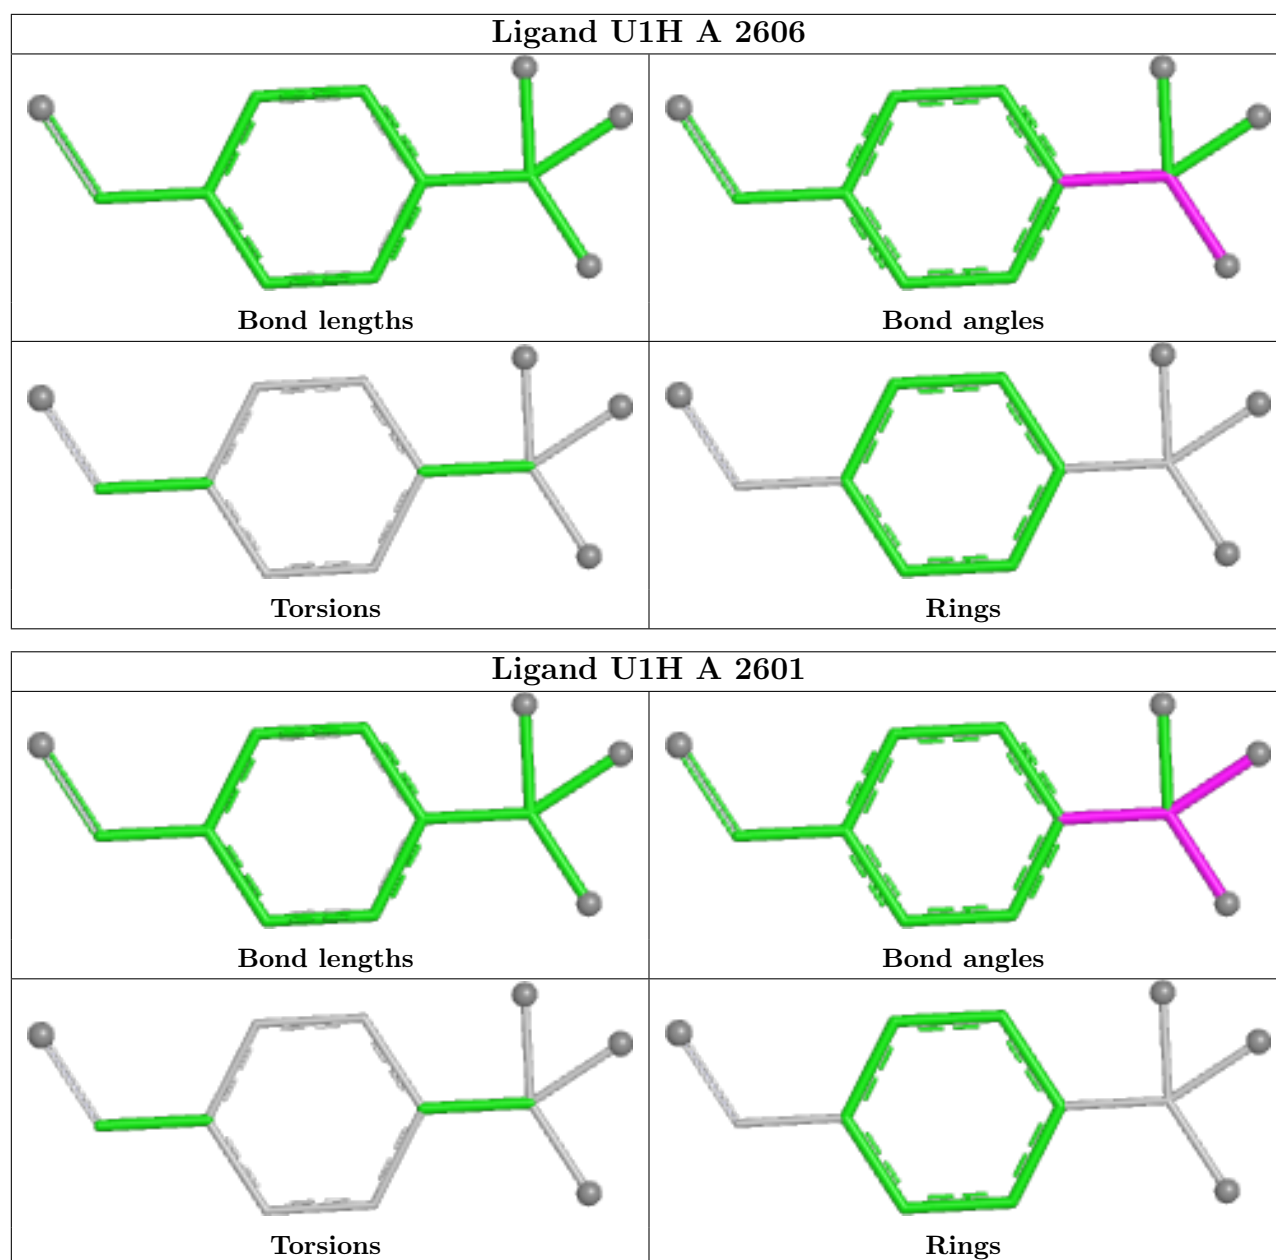 Ligand U1H A 2606
Bond lengths
Bond angles
Torsions
Rings
Ligand U1H A 2601
Bond lengths
Bond angles
Torsions
Rings